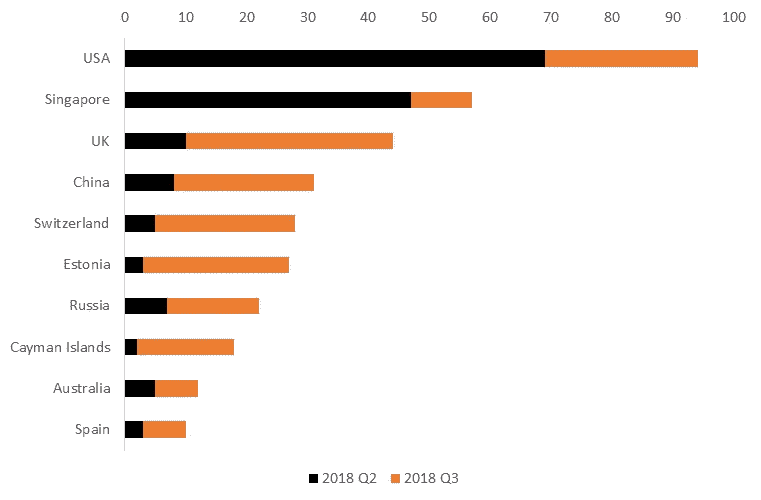 0 10 20 30 40 50 60 70 80 90 100
USA
Singapore
UK
China
Switzerland
Estonia
Russia
Cayman Islands
Australia
Spain
2018 Q2 2018 Q3